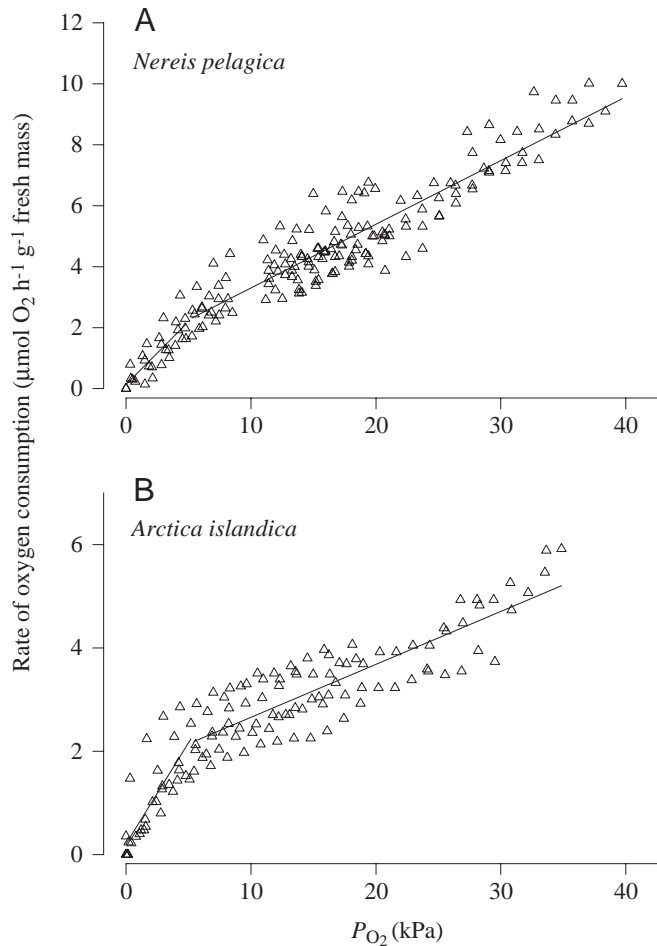 Rate of oxygen consumption (μmol O₂ h⁻¹ g⁻¹ fresh mass)
A
Nereis pelagica
12
10
8
6
4
2
0
0 10 20 30 40
B
Arctica islandica
6
4
2
0
0 10 20 30 40
P_O₂ (kPa)